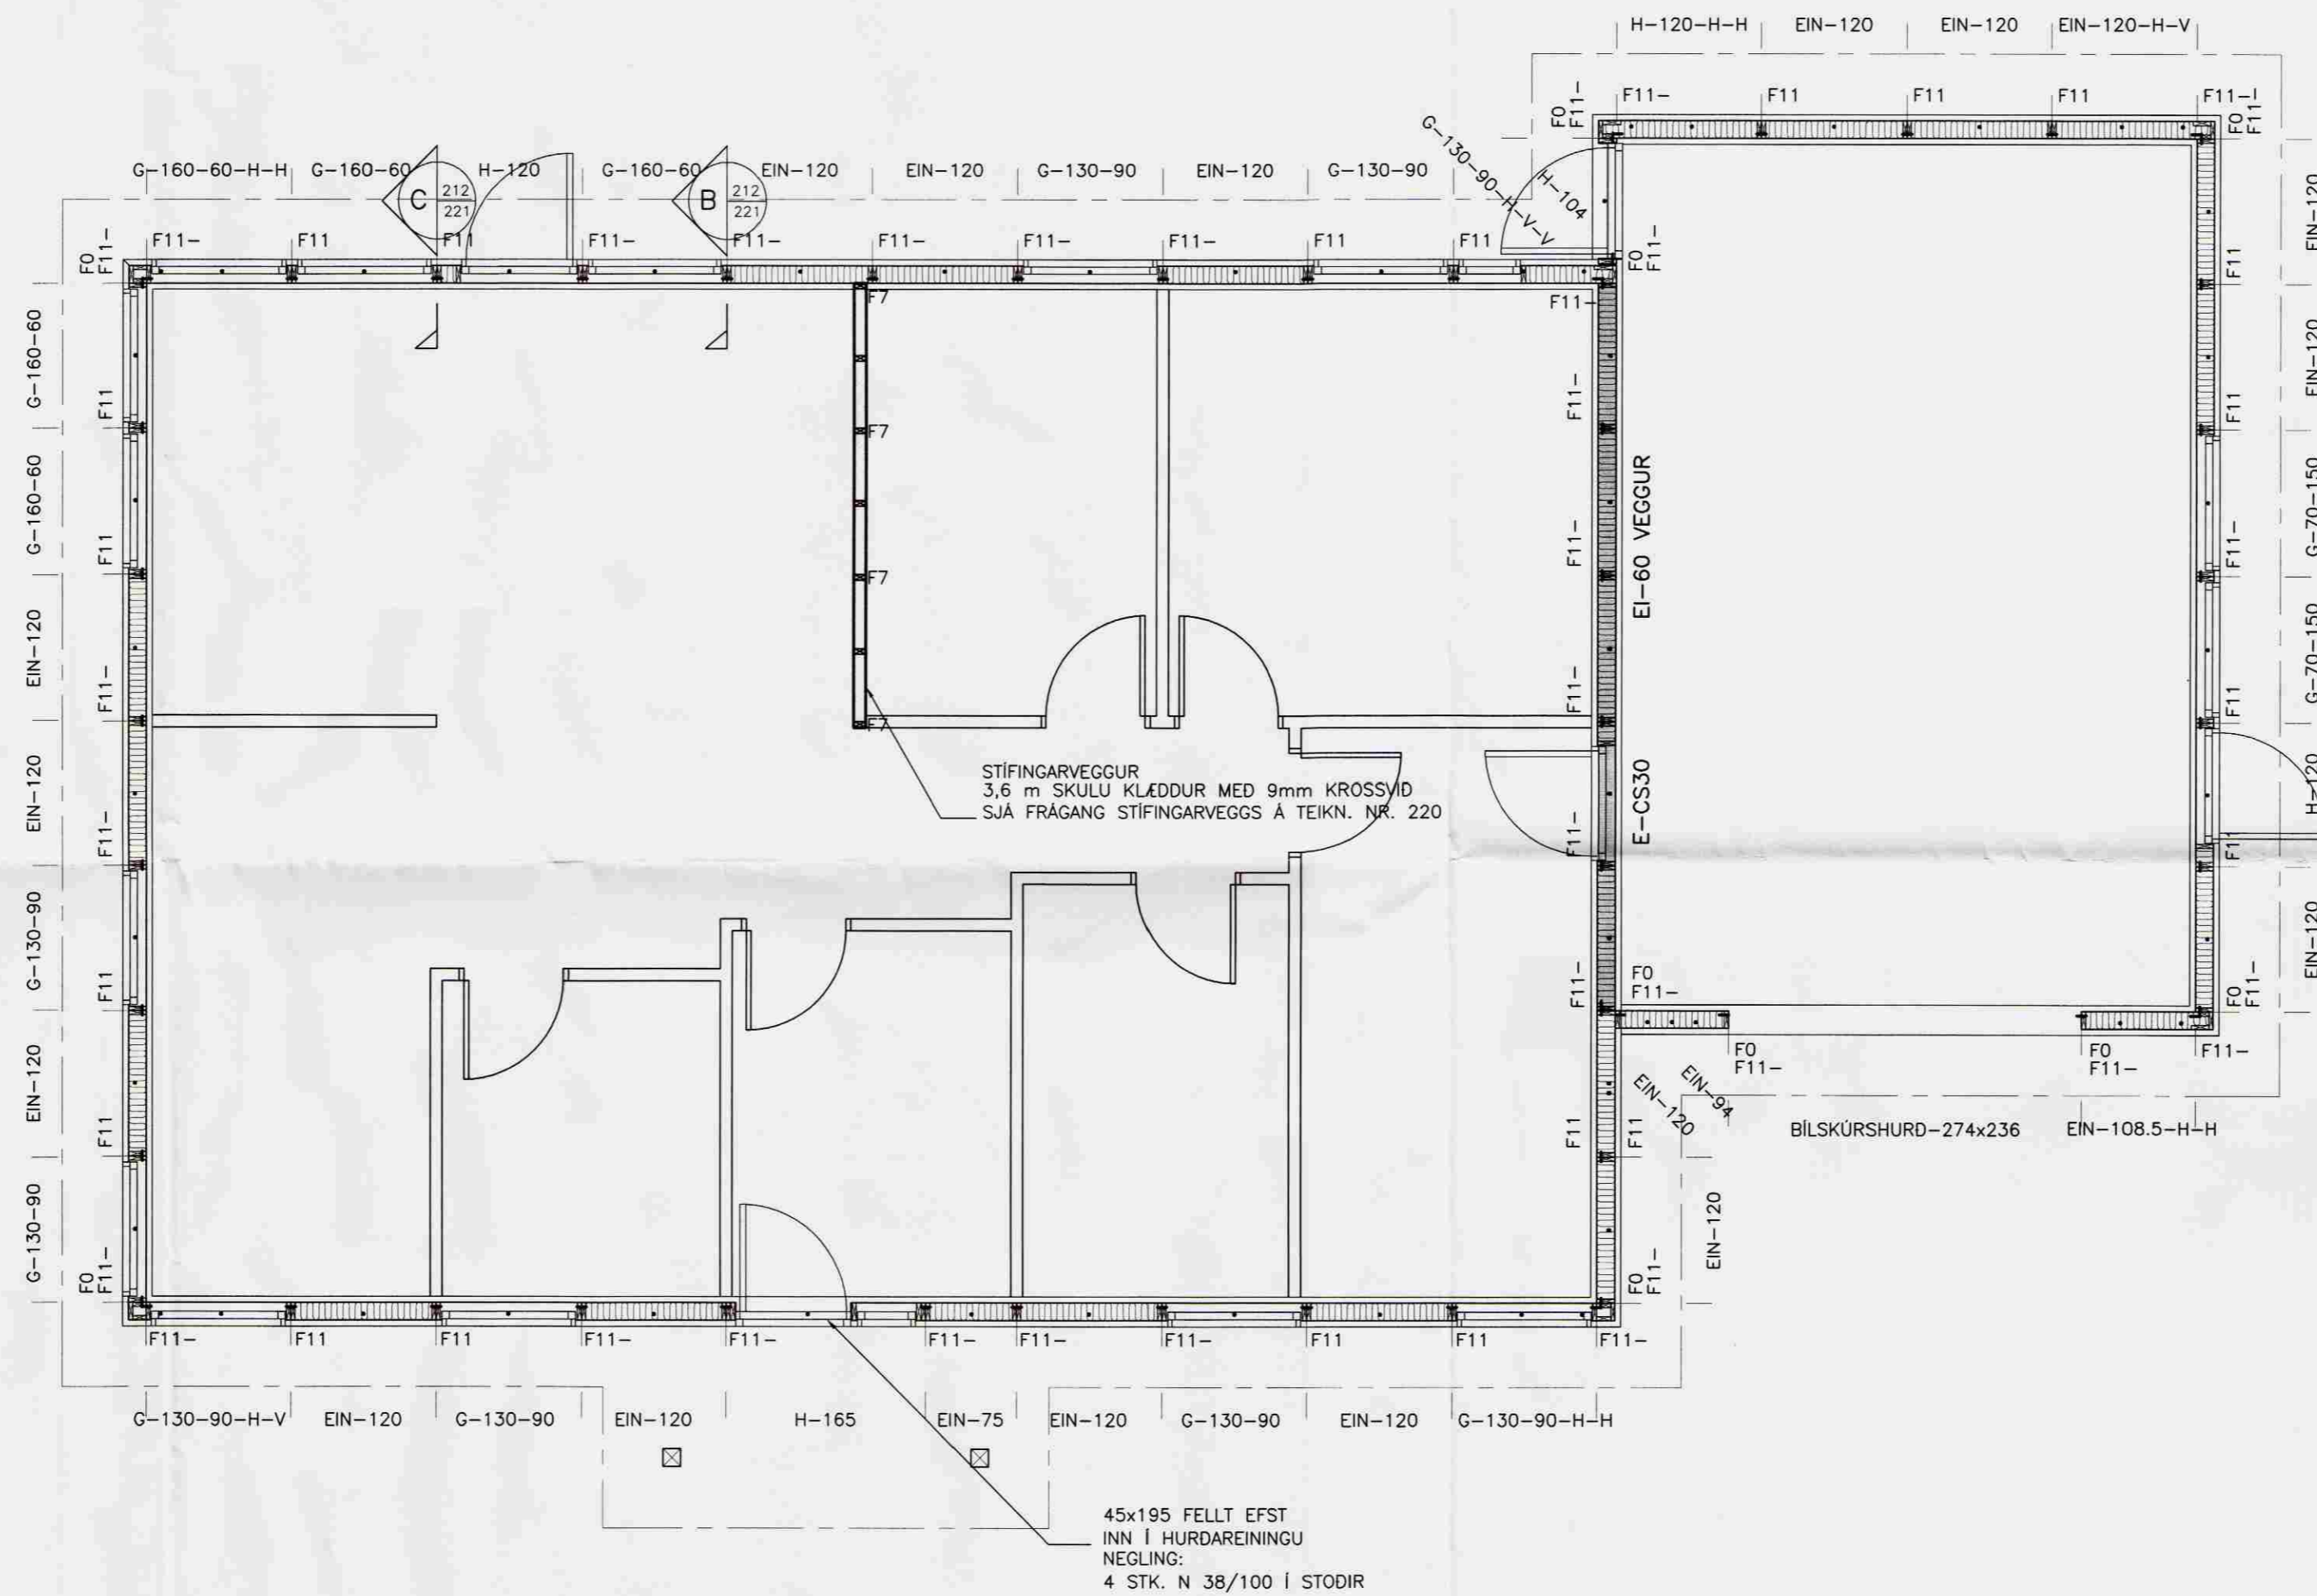 H-120-H-H EIN-120 EIN-120 EIN-120-H-V
F11- F11 F11 F11 F11-
F0
F11-
F0
F11-
G-160-60-H-H G-160-60 H-120 G-160-60 EIN-120 EIN-120 G-130-90 EIN-120 G-130-90
G-130-90-H-V-V
H-104
C 212
221
B 212
221
F0
F11-
F11- F11 F11 F11- F11- F11- F11- F11- F11 F11
F0
F11-
F11-
G-160-60
G-160-60
EIN-120
EIN-120
G-130-90
EIN-120
G-130-90
F11
F11
F11-
F11-
F11
F11
F0
F11-
F7
F7
F7
F7
F11-
F11-
F11-
F11-
F11-
F11
EI-60 VEGGUR
E-CS30
STÍFINGARVEGGUR
3,6 m SKULU KLÆDDUR MEÐ 9mm KROSSVIÐ
SJÁ FRÁGANG STÍFINGARVEGGS Á TEIKN. NR. 220
EIN-120
EIN-120
G-70-150
G-70-150
H-120
EIN-120
F11
F11
F11-
F11
F11
F0
F11-
F0
F11-
F0
F11-
F0
F11-
F11-
EIN-120
EIN-94
BÍLSKÚRSHURÐ-274x236 EIN-108.5-H-H
F11
EIN-120
F0
F11-
F11- F11 F11 F11- F11- F11- F11- F11- F11 F11 F11-
G-130-90-H-V EIN-120 G-130-90 EIN-120 H-165 EIN-75 EIN-120 G-130-90 EIN-120 G-130-90-H-H
45x195 FELLT EFST
INN Í HURÐAREININGU
NEGLING:
4 STK. N 38/100 Í STOÐIR